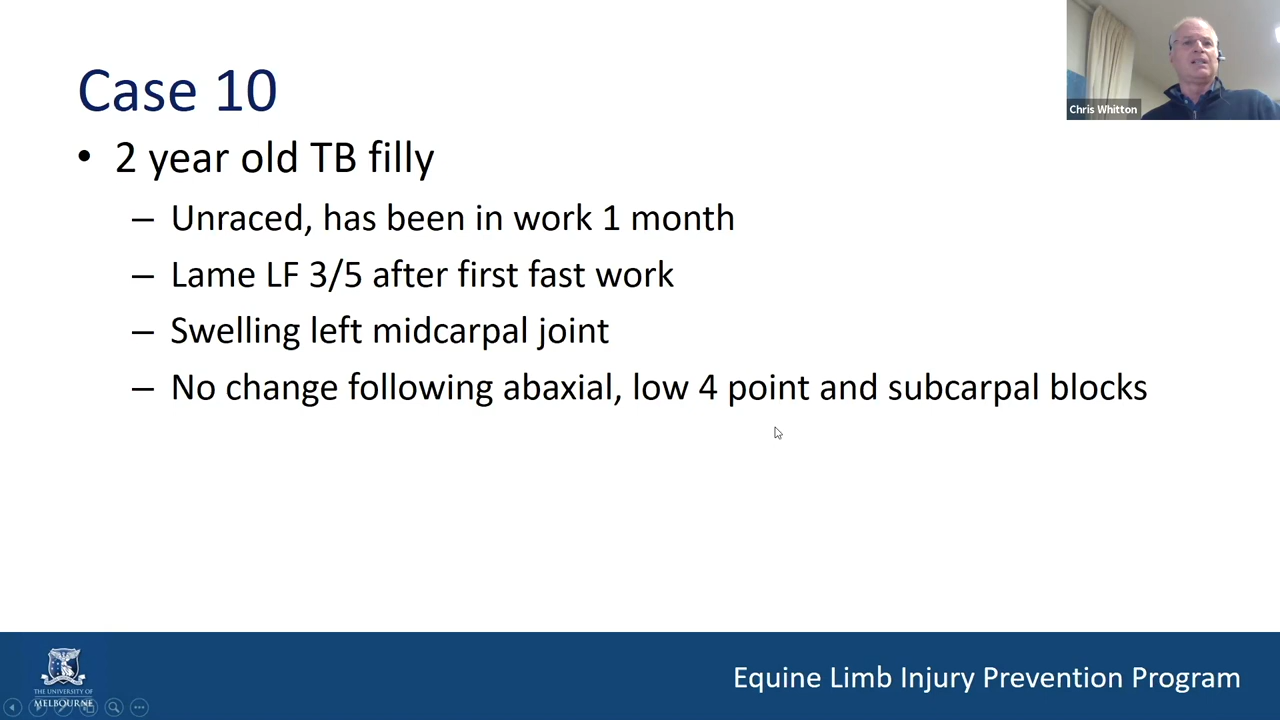 Case 10
• 2 year old TB filly
– Unraced, has been in work 1 month
– Lame LF 3/5 after first fast work
– Swelling left midcarpal joint
– No change following abaxial, low 4 point and subcarpal blocks
Chris Whitton
THE UNIVERSITY OF
MELBOURNE
Equine Limb Injury Prevention Program